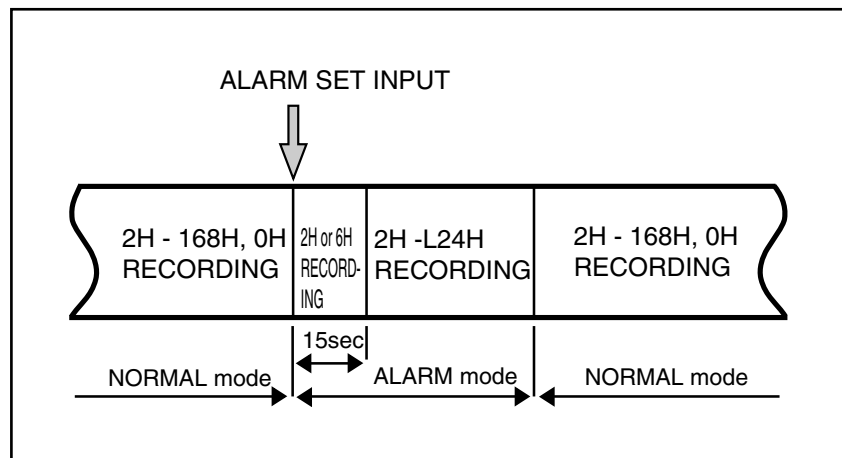 ALARM SET INPUT
2H - 168H, 0H
RECORDING
2H or 6H
RECORD-
ING
2H -L24H
RECORDING
2H - 168H, 0H
RECORDING
15sec
NORMAL mode
ALARM mode
NORMAL mode